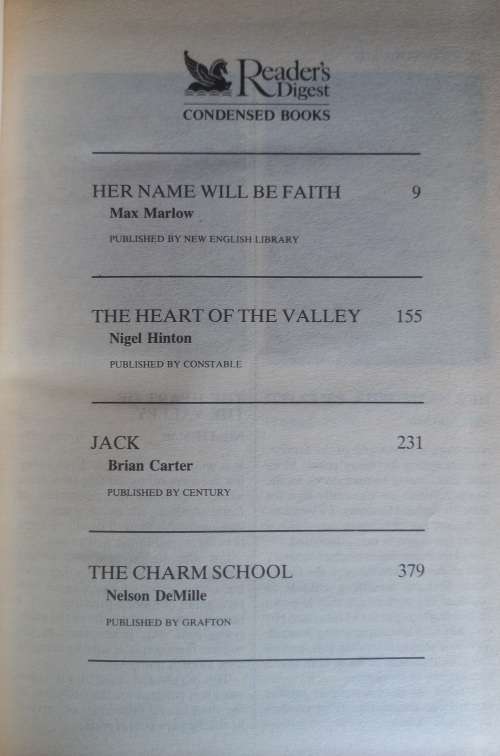 Reader's
Digest
CONDENSED BOOKS
HER NAME WILL BE FAITH 9
Max Marlow
PUBLISHED BY NEW ENGLISH LIBRARY
THE HEART OF THE VALLEY 155
Nigel Hinton
PUBLISHED BY CONSTABLE
JACK 231
Brian Carter
PUBLISHED BY CENTURY
THE CHARM SCHOOL 379
Nelson DeMille
PUBLISHED BY GRAFTON